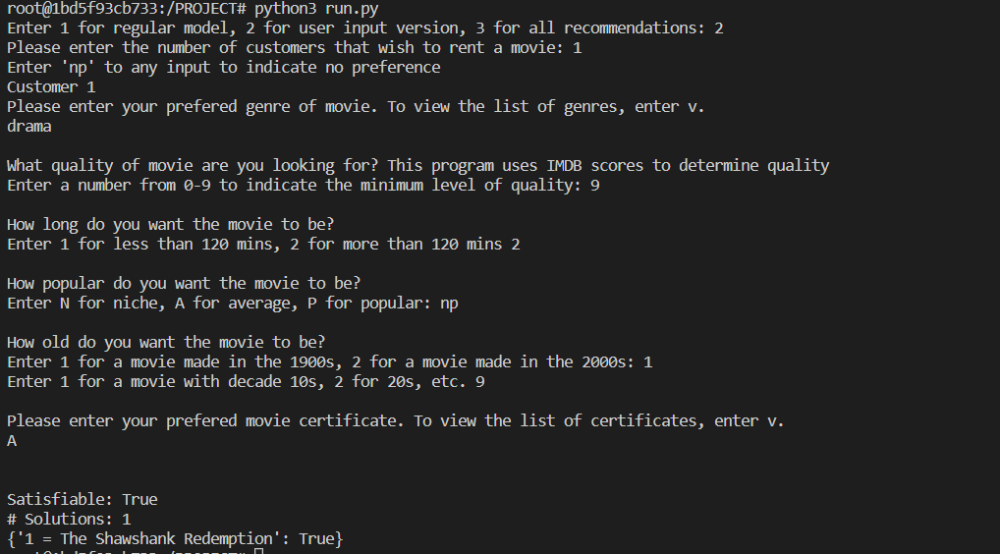 root@1bd5f93cb733:/PROJECT# python3 run.py
Enter 1 for regular model, 2 for user input version, 3 for all recommendations: 2
Please enter the number of customers that wish to rent a movie: 1
Enter 'np' to any input to indicate no preference
Customer 1
Please enter your prefered genre of movie. To view the list of genres, enter v.
drama
What quality of movie are you looking for? This program uses IMDB scores to determine quality
Enter a number from 0-9 to indicate the minimum level of quality: 9
How long do you want the movie to be?
Enter 1 for less than 120 mins, 2 for more than 120 mins 2
How popular do you want the movie to be?
Enter N for niche, A for average, P for popular: np
How old do you want the movie to be?
Enter 1 for a movie made in the 1900s, 2 for a movie made in the 2000s: 1
Enter 1 for a movie with decade 10s, 2 for 20s, etc. 9
Please enter your prefered movie certificate. To view the list of certificates, enter v.
A
Satisfiable: True
# Solutions: 1
{'1 = The Shawshank Redemption': True}